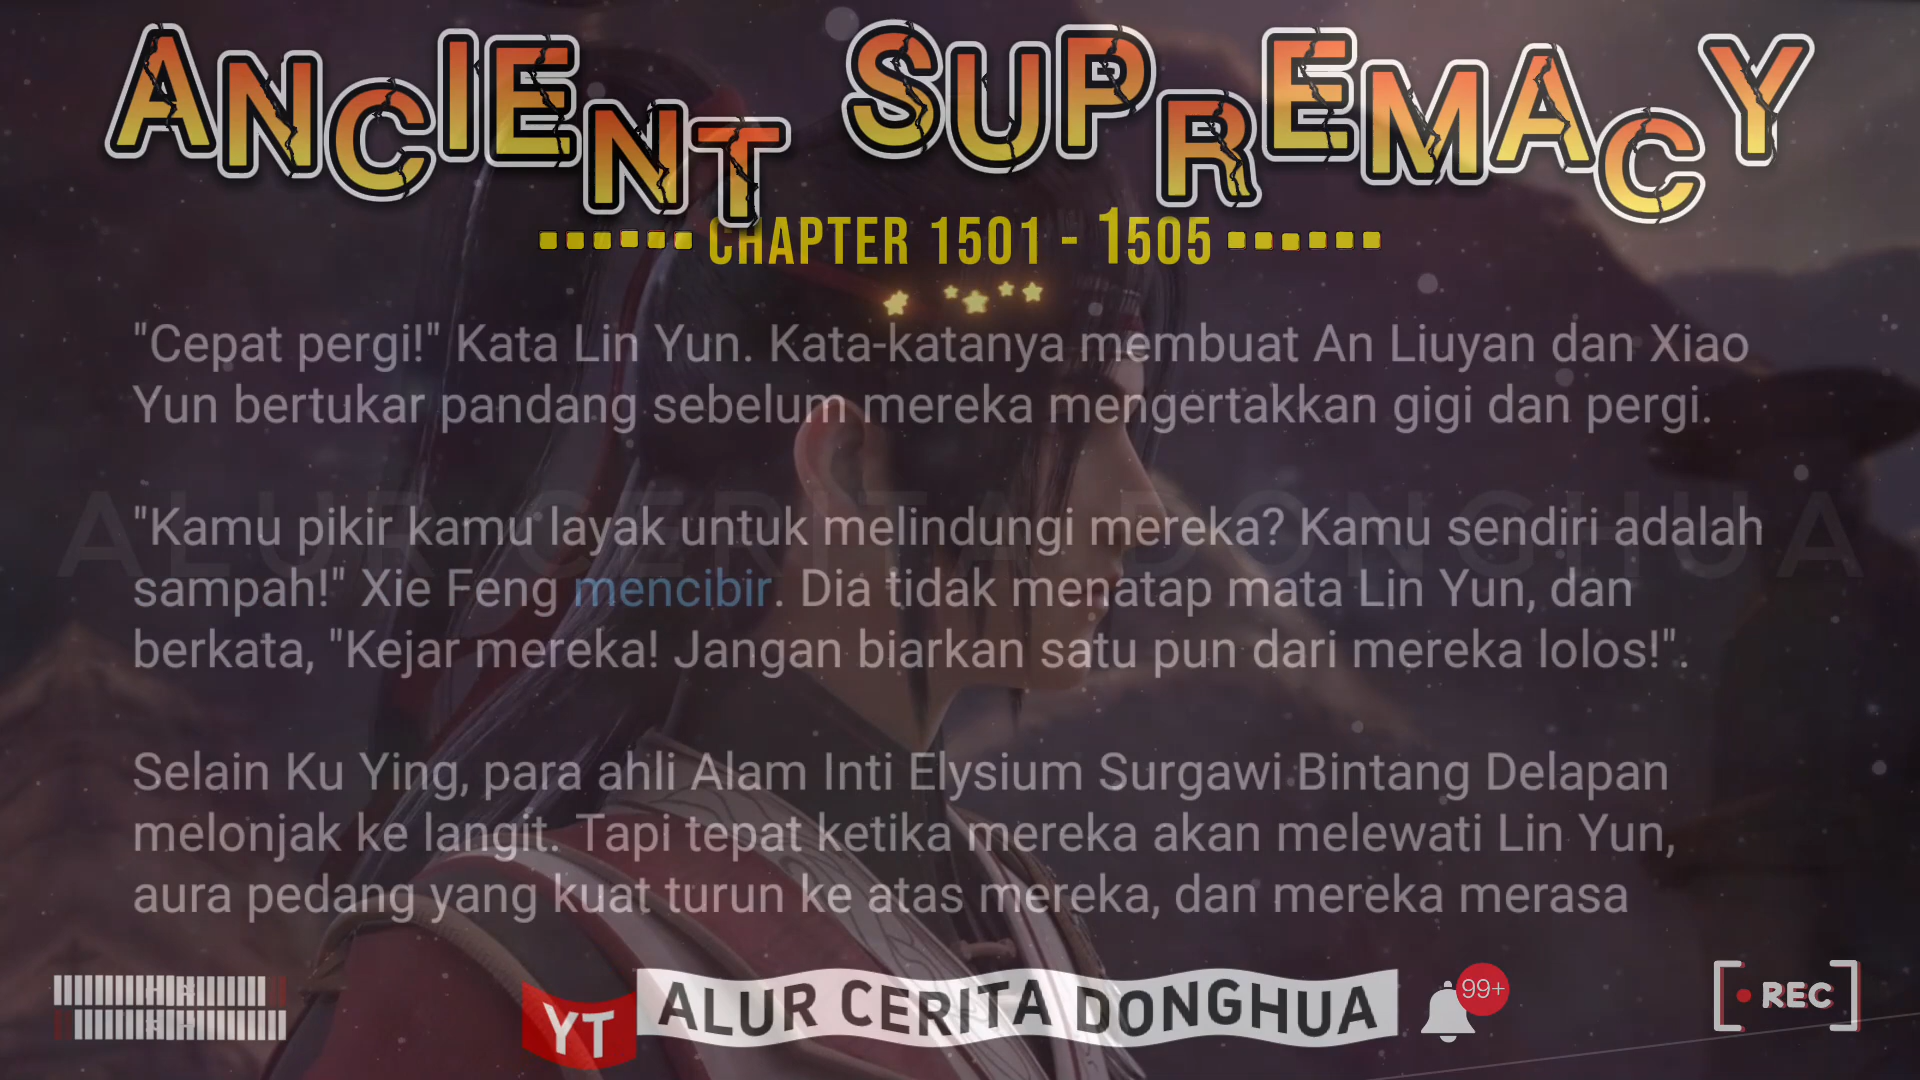 ANCIENT SUPREMACY
CHAPTER 1501 - 1505
"Cepat pergi!" Kata Lin Yun. Kata-katanya membuat An Liuyan dan Xiao
Yun bertukar pandang sebelum mereka mengertakkan gigi dan pergi.
"Kamu pikir kamu layak untuk melindungi mereka? Kamu sendiri adalah
ALUR CERITA DONGHUA
sampah!" Xie Feng mencibir. Dia tidak menatap mata Lin Yun, dan
berkata, "Kejar mereka! Jangan biarkan satu pun dari mereka lolos!".
Selain Ku Ying, para ahli Alam Inti Elysium Surgawi Bintang Delapan
melonjak ke langit. Tapi tepat ketika mereka akan melewati Lin Yun,
aura pedang yang kuat turun ke atas mereka, dan mereka merasa
YT ALUR CERITA DONGHUA 99+
REC